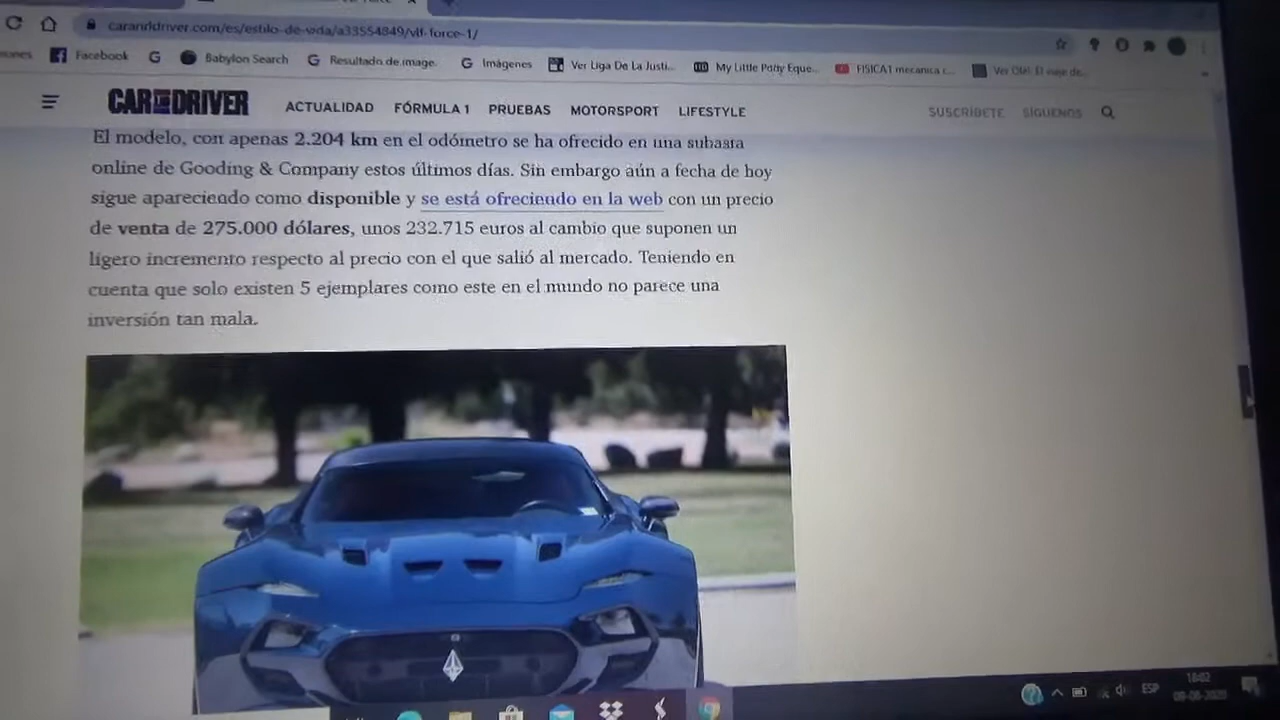 caranddriver.com/es/estilo-de-vida/a33554849/vlf-force-1/
Facebook
Babylon Search
Resultado de image.
Imágenes
Ver Liga De La Justi...
My Little Pony Eque...
FISICA1 mecanica c...
CAR AND DRIVER
ACTUALIDAD
FÓRMULA 1
PRUEBAS
MOTORSPORT
LIFESTYLE
SUSCRÍBETE
SÍGUENOS
El modelo, con apenas 2.204 km en el odómetro se ha ofrecido en una subasta
online de Gooding & Company estos últimos días. Sin embargo aún a fecha de hoy
sigue apareciendo como disponible y se está ofreciendo en la web con un precio
de venta de 275.000 dólares, unos 232.715 euros al cambio que suponen un
ligero incremento respecto al precio con el que salió al mercado. Teniendo en
cuenta que solo existen 5 ejemplares como este en el mundo no parece una
inversión tan mala.
ESP
18:02